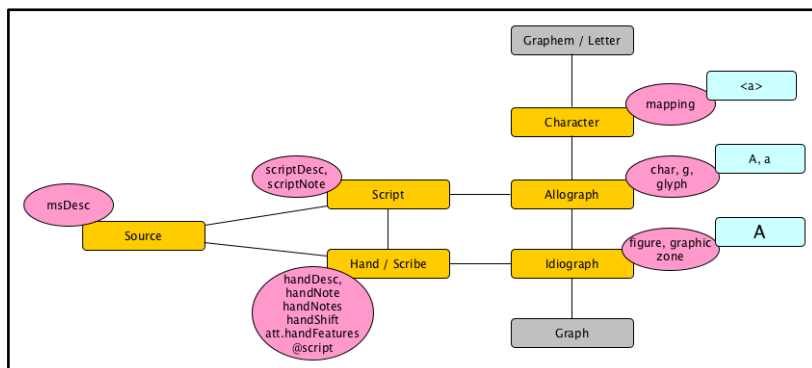 Graphem / Letter
<a>
mapping
Character
scriptDesc,
scriptNote
A, a
char, g,
glyph
msDesc
Script
Allograph
A
Source
figure, graphic
zone
Hand / Scribe
Idiograph
handDesc,
handNote
handNotes
handShift
att.handFeatures
@script
Graph